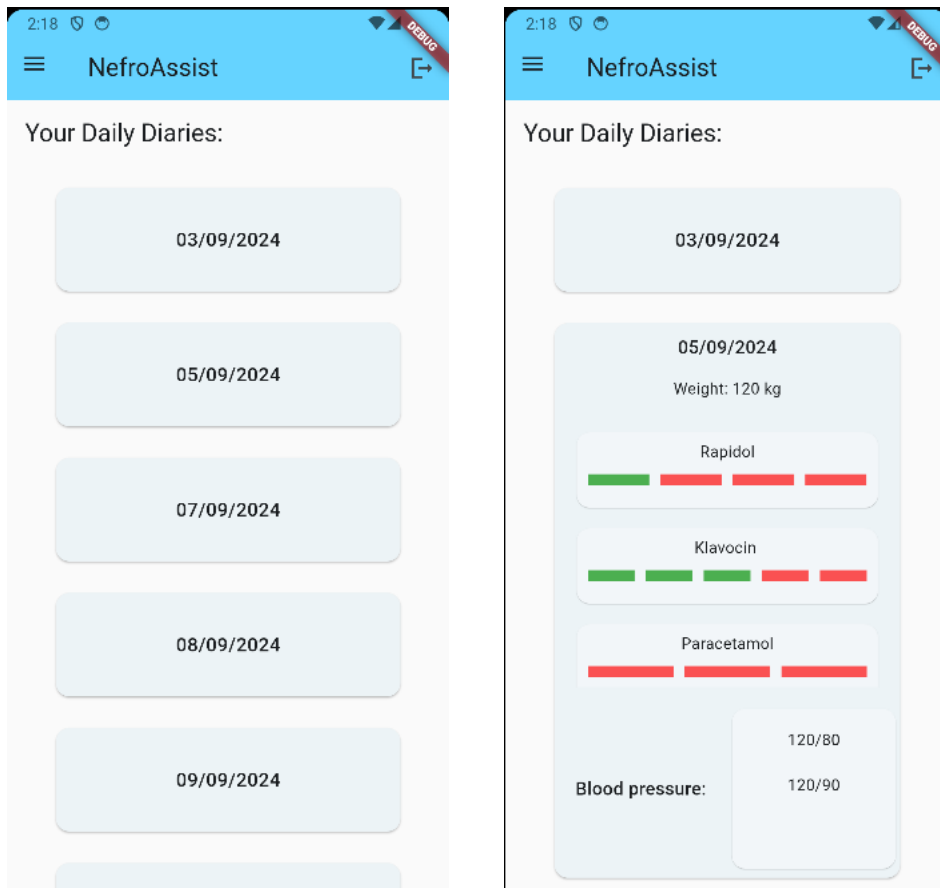 2:18
DEBUG
NefroAssist
Your Daily Diaries:
03/09/2024
05/09/2024
07/09/2024
08/09/2024
09/09/2024
2:18
DEBUG
NefroAssist
Your Daily Diaries:
03/09/2024
05/09/2024
Weight: 120 kg
Rapidol
Klavocin
Paracetamol
120/80
Blood pressure:
120/90